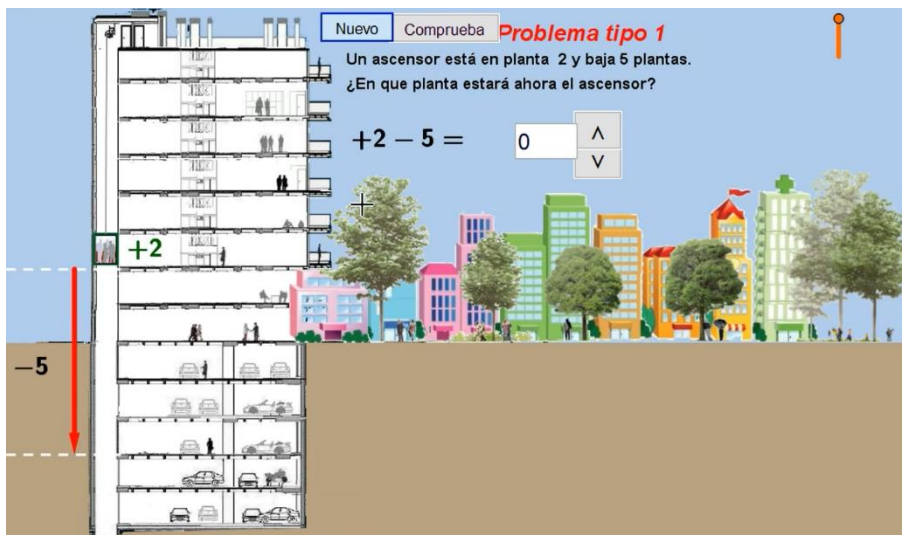 Nuevo Comprueba Problema tipo 1
Un ascensor está en planta 2 y baja 5 plantas.
¿En que planta estará ahora el ascensor?
+2 − 5 = 0
+2
−5